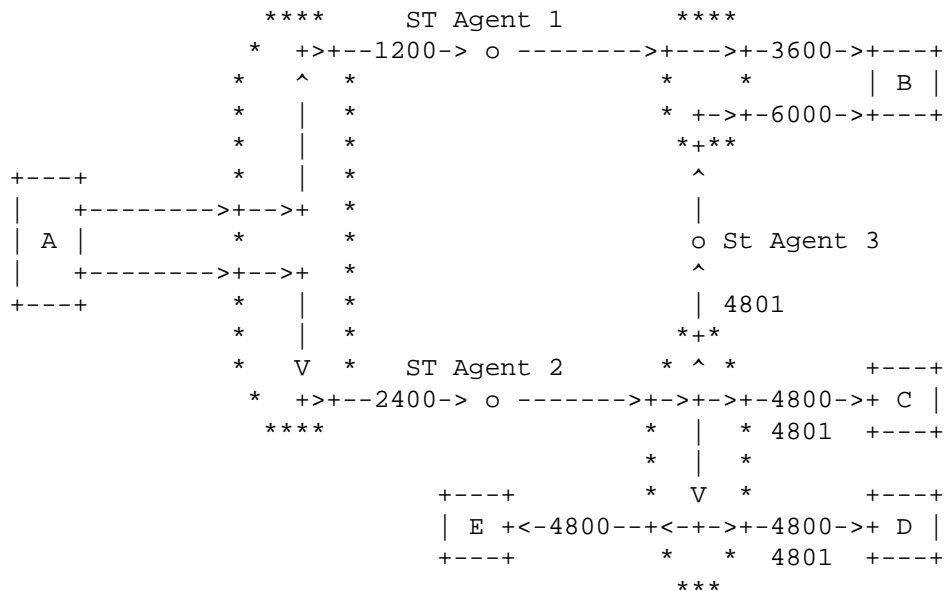 **** ST Agent 1 ****
* +>+--1200-> o -------->+--->+-3600->+---+
* ^ * * * | B |
* | * * +->+-6000->+---+
* | * *+**
+---+ * | * ^
| +-------->+-->+ * |
| A | * * o St Agent 3
| +-------->+-->+ * ^
+---+ * | * | 4801
* | * *+*
* V * ST Agent 2 * ^ * +---+
* +>+--2400-> o ------->+->+->+-4800->+ C |
**** * | * 4801 +---+
* | *
+---+ * V * +---+
| E +<-4800--+<-+->+-4800->+ D |
+---+ * * 4801 +---+
***